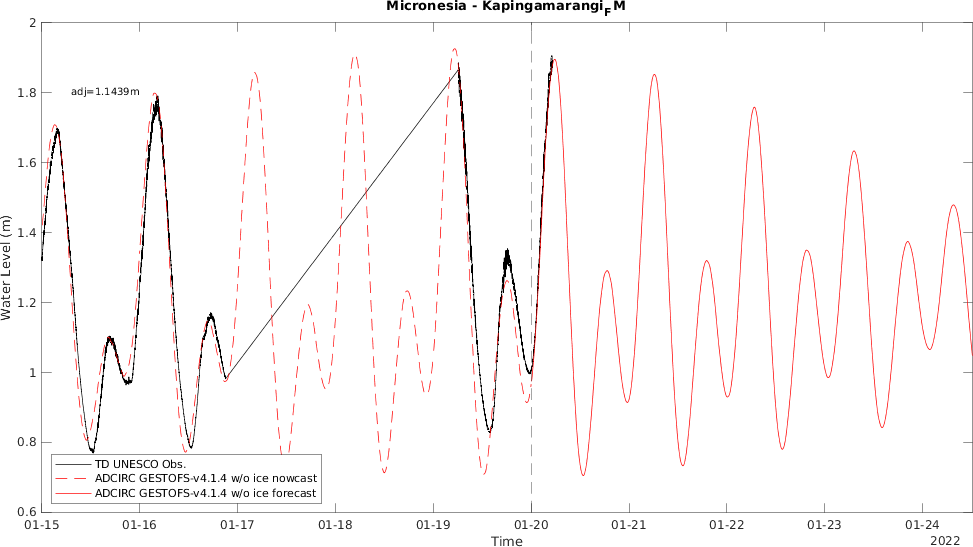 Micronesia - Kapingamarangi_FM
2
1.8
1.6
1.4
1.2
1
0.8
0.6
Water Level (m)
adj=1.1439m
TD UNESCO Obs.
ADCIRC GESTOFS-v4.1.4 w/o ice nowcast
ADCIRC GESTOFS-v4.1.4 w/o ice forecast
01-15 01-16 01-17 01-18 01-19 01-20 01-21 01-22 01-23 01-24
Time
2022